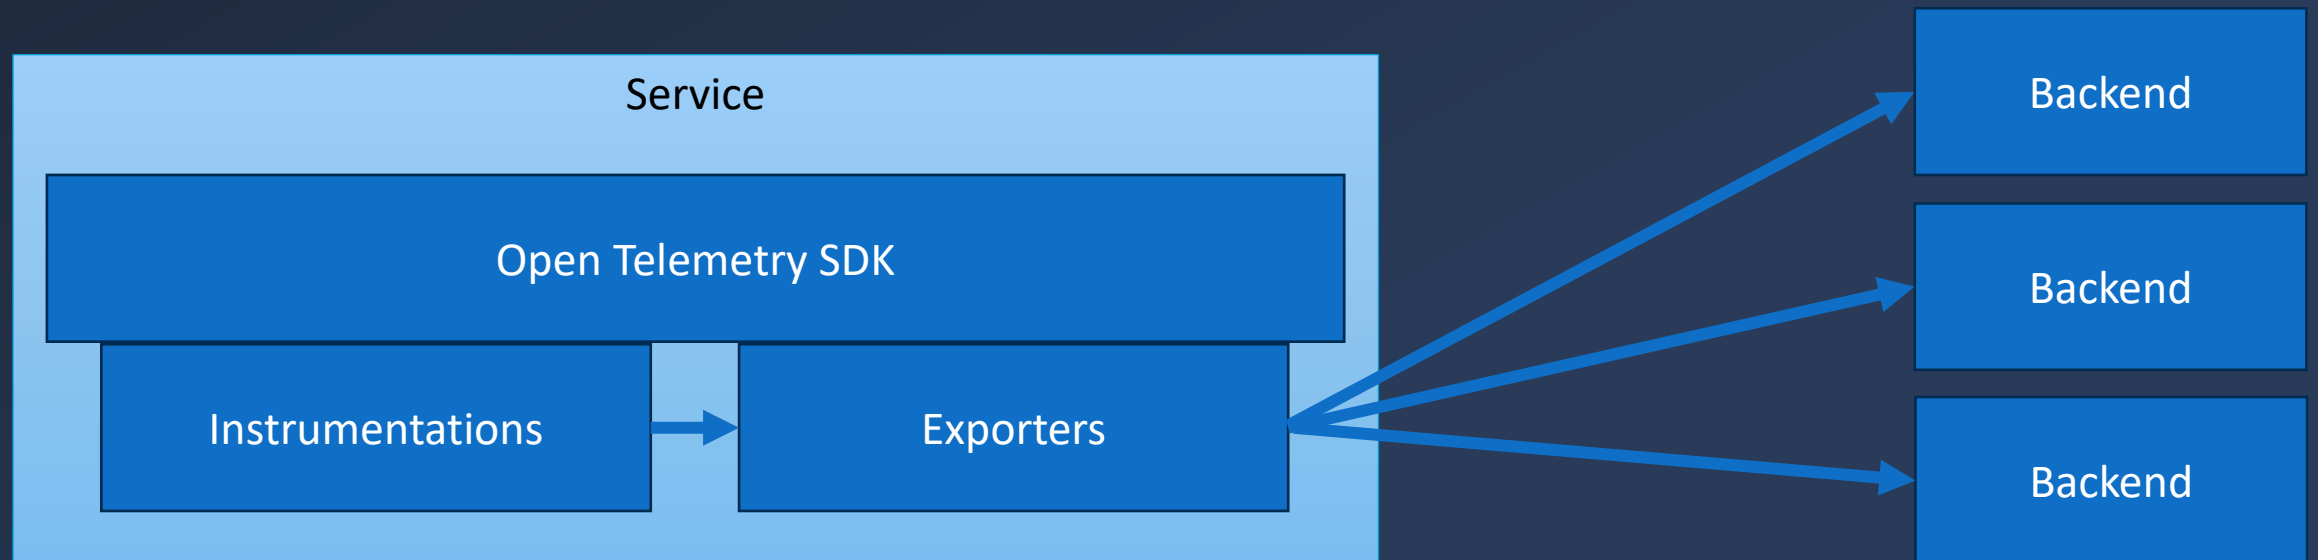 Service
Open Telemetry SDK
Instrumentations
Exporters
Backend
Backend
Backend